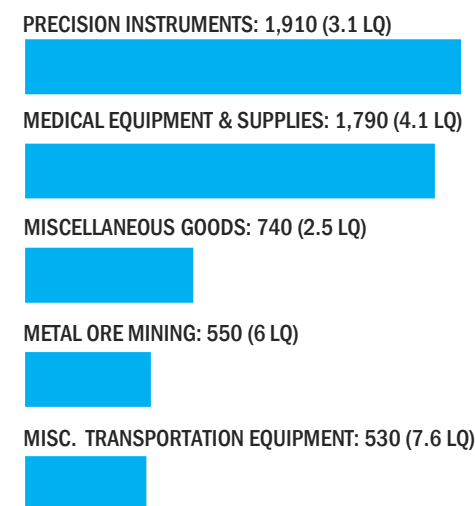 PRECISION INSTRUMENTS: 1,910 (3.1 LQ)
MEDICAL EQUIPMENT & SUPPLIES: 1,790 (4.1 LQ)
MISCELLANEOUS GOODS: 740 (2.5 LQ)
METAL ORE MINING: 550 (6 LQ)
MISC. TRANSPORTATION EQUIPMENT: 530 (7.6 LQ)